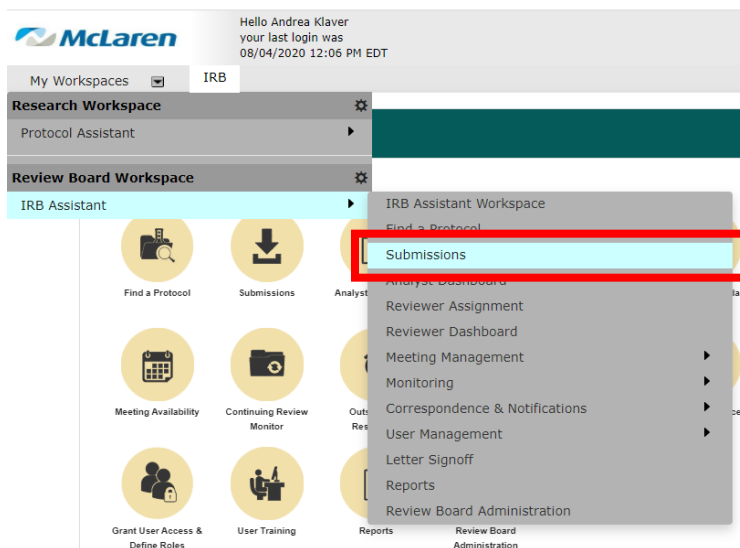 McLaren
Hello Andrea Klaver
your last login was
08/04/2020 12:06 PM EDT
My Workspaces
IRB
Research Workspace
Protocol Assistant
Review Board Workspace
IRB Assistant
IRB Assistant Workspace
Find a Protocol
Submissions
Analyst Dashboard
Reviewer Assignment
Reviewer Dashboard
Meeting Management
Monitoring
Correspondence & Notifications
User Management
Letter Signoff
Reports
Review Board Administration
Find a Protocol
Submissions
Analyst
Meeting Availability
Continuing Review
Monitor
Outs
Res
Grant User Access &
Define Roles
User Training
Reports
Review Board
Administration